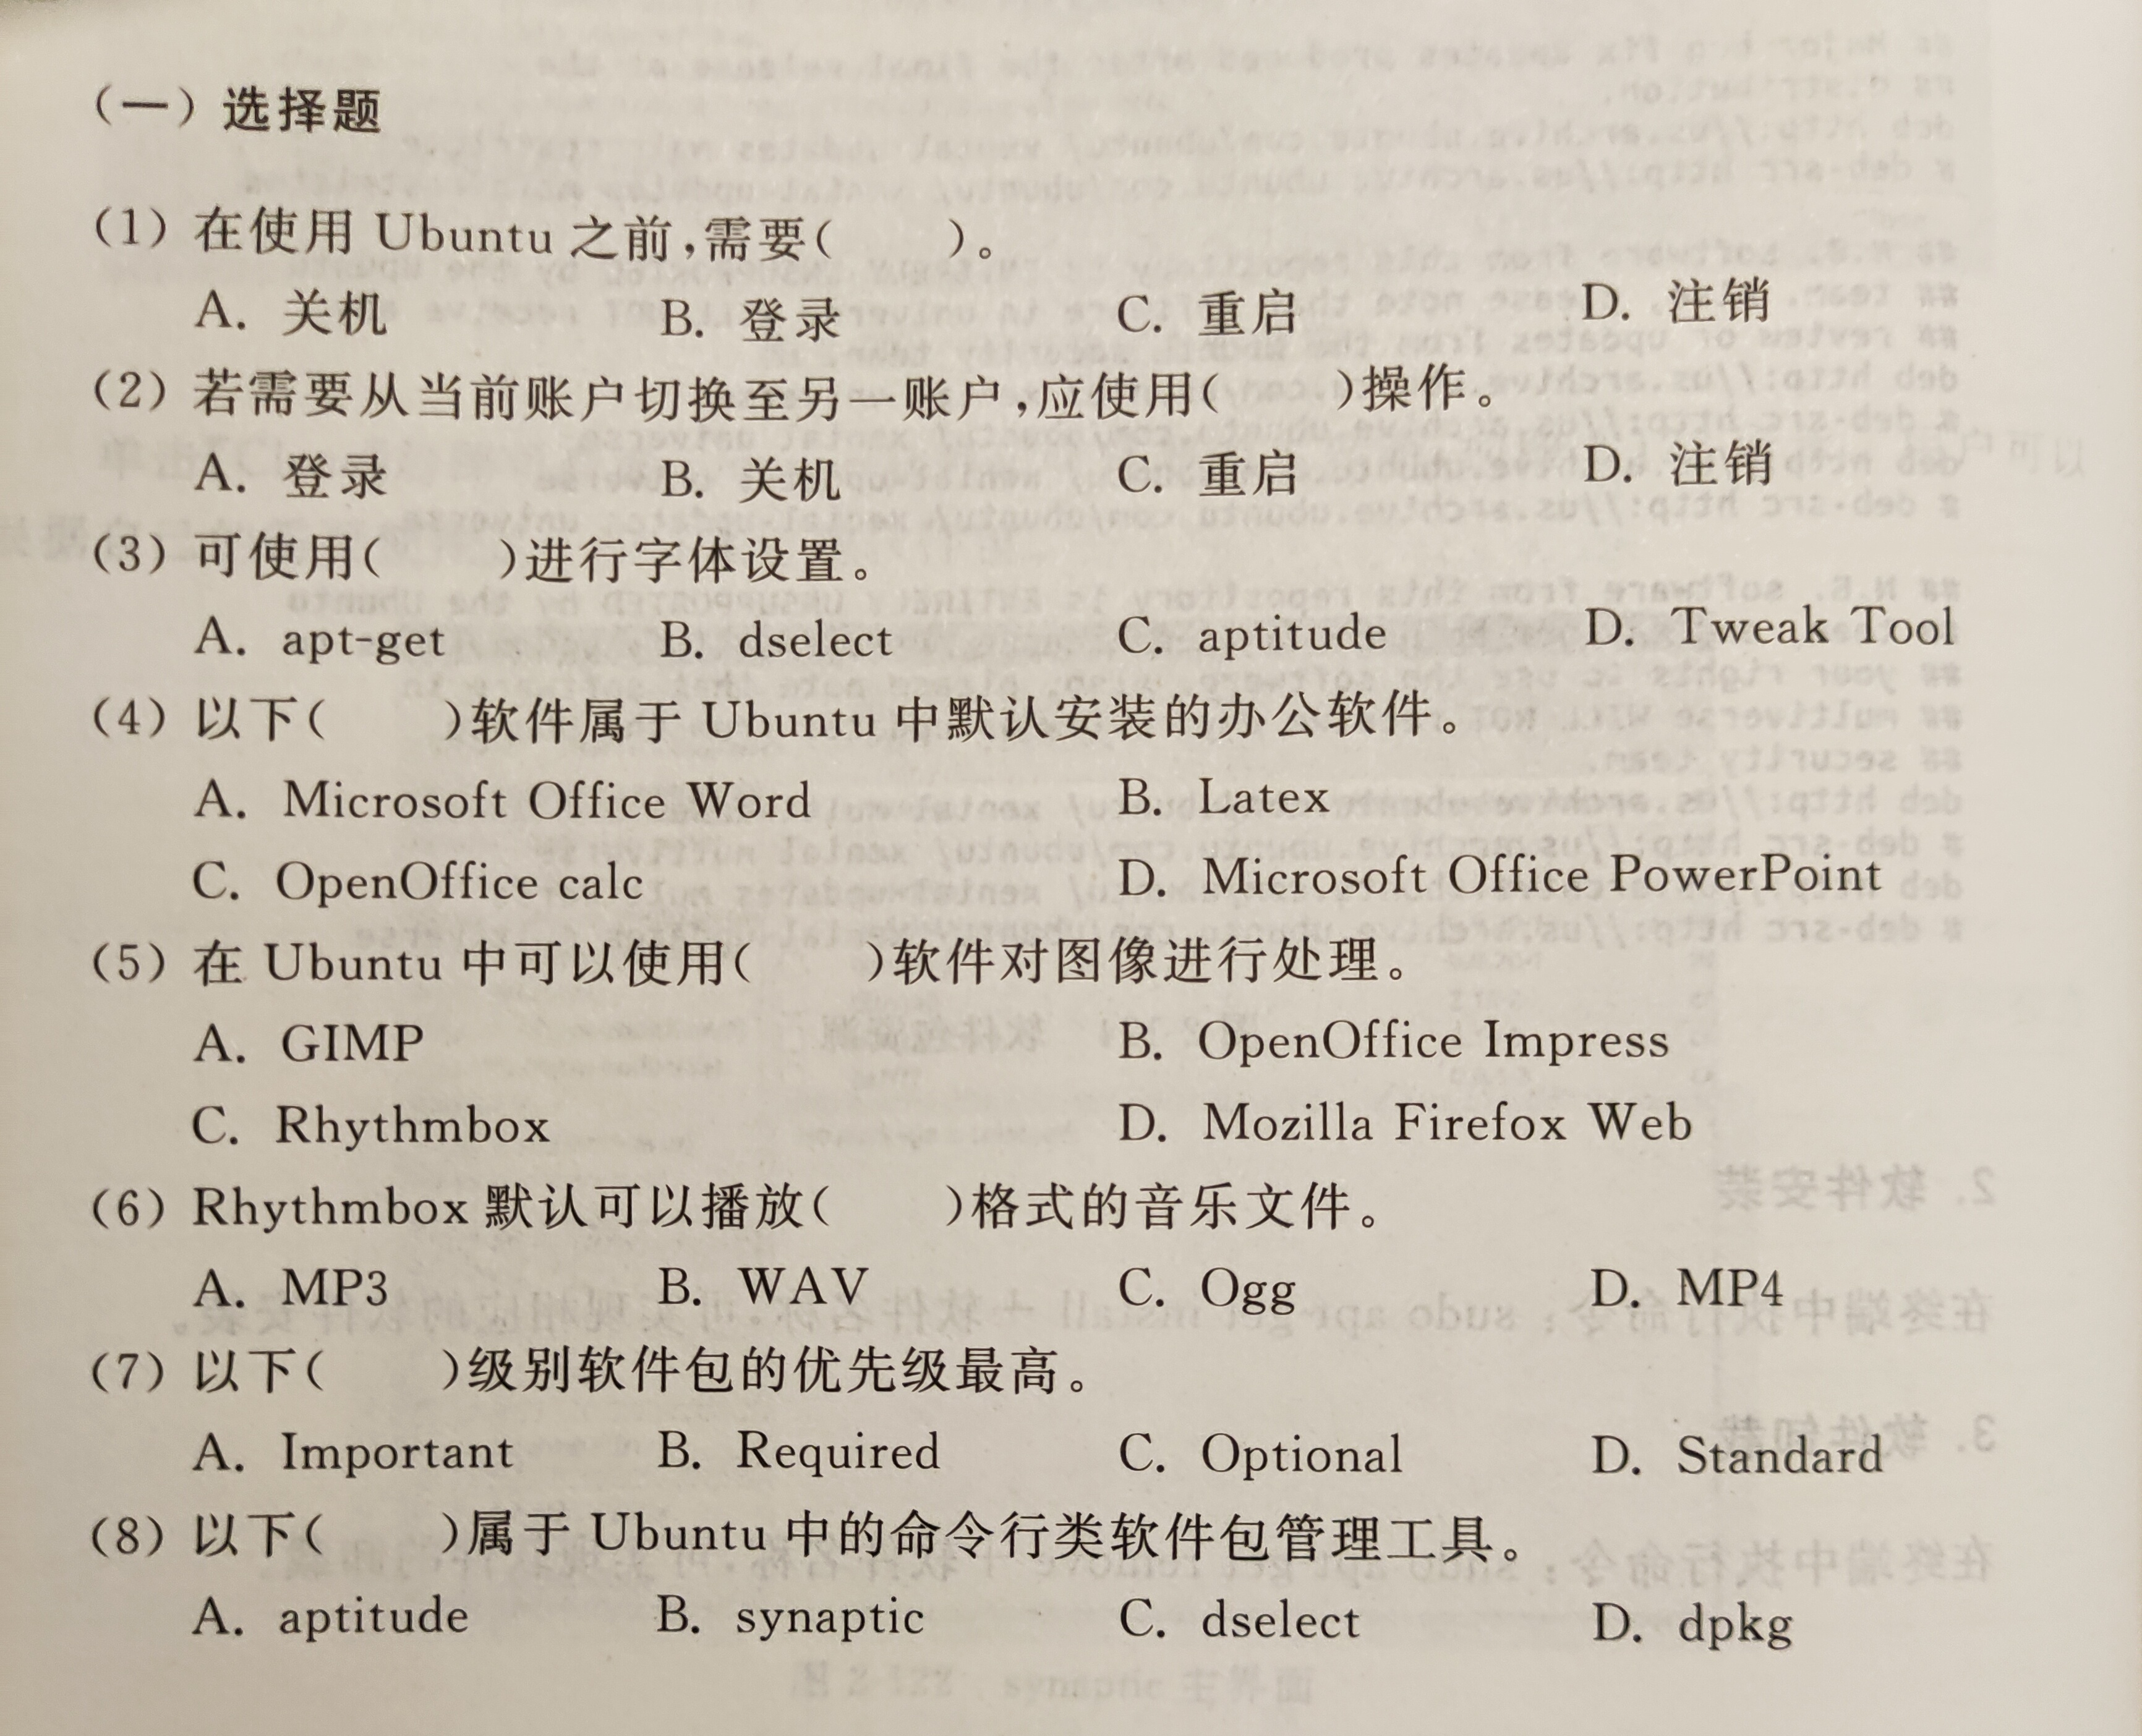 （一）选择题
（1）在使用 Ubuntu 之前，需要（　　）。
A. 关机　B. 登录　C. 重启　D. 注销
（2）若需要从当前账户切换至另一账户，应使用（　　）操作。
A. 登录　B. 关机　C. 重启　D. 注销
（3）可使用（　　）进行字体设置。
A. apt-get　B. dselect　C. aptitude　D. Tweak Tool
（4）以下（　　）软件属于 Ubuntu 中默认安装的办公软件。
A. Microsoft Office Word　B. Latex
C. OpenOffice calc　D. Microsoft Office PowerPoint
（5）在 Ubuntu 中可以使用（　　）软件对图像进行处理。
A. GIMP　B. OpenOffice Impress
C. Rhythmbox　D. Mozilla Firefox Web
（6）Rhythmbox 默认可以播放（　　）格式的音乐文件。
A. MP3　B. WAV　C. Ogg　D. MP4
（7）以下（　　）级别软件包的优先级最高。
A. Important　B. Required　C. Optional　D. Standard
（8）以下（　　）属于 Ubuntu 中的命令行类软件包管理工具。
A. aptitude　B. synaptic　C. dselect　D. dpkg